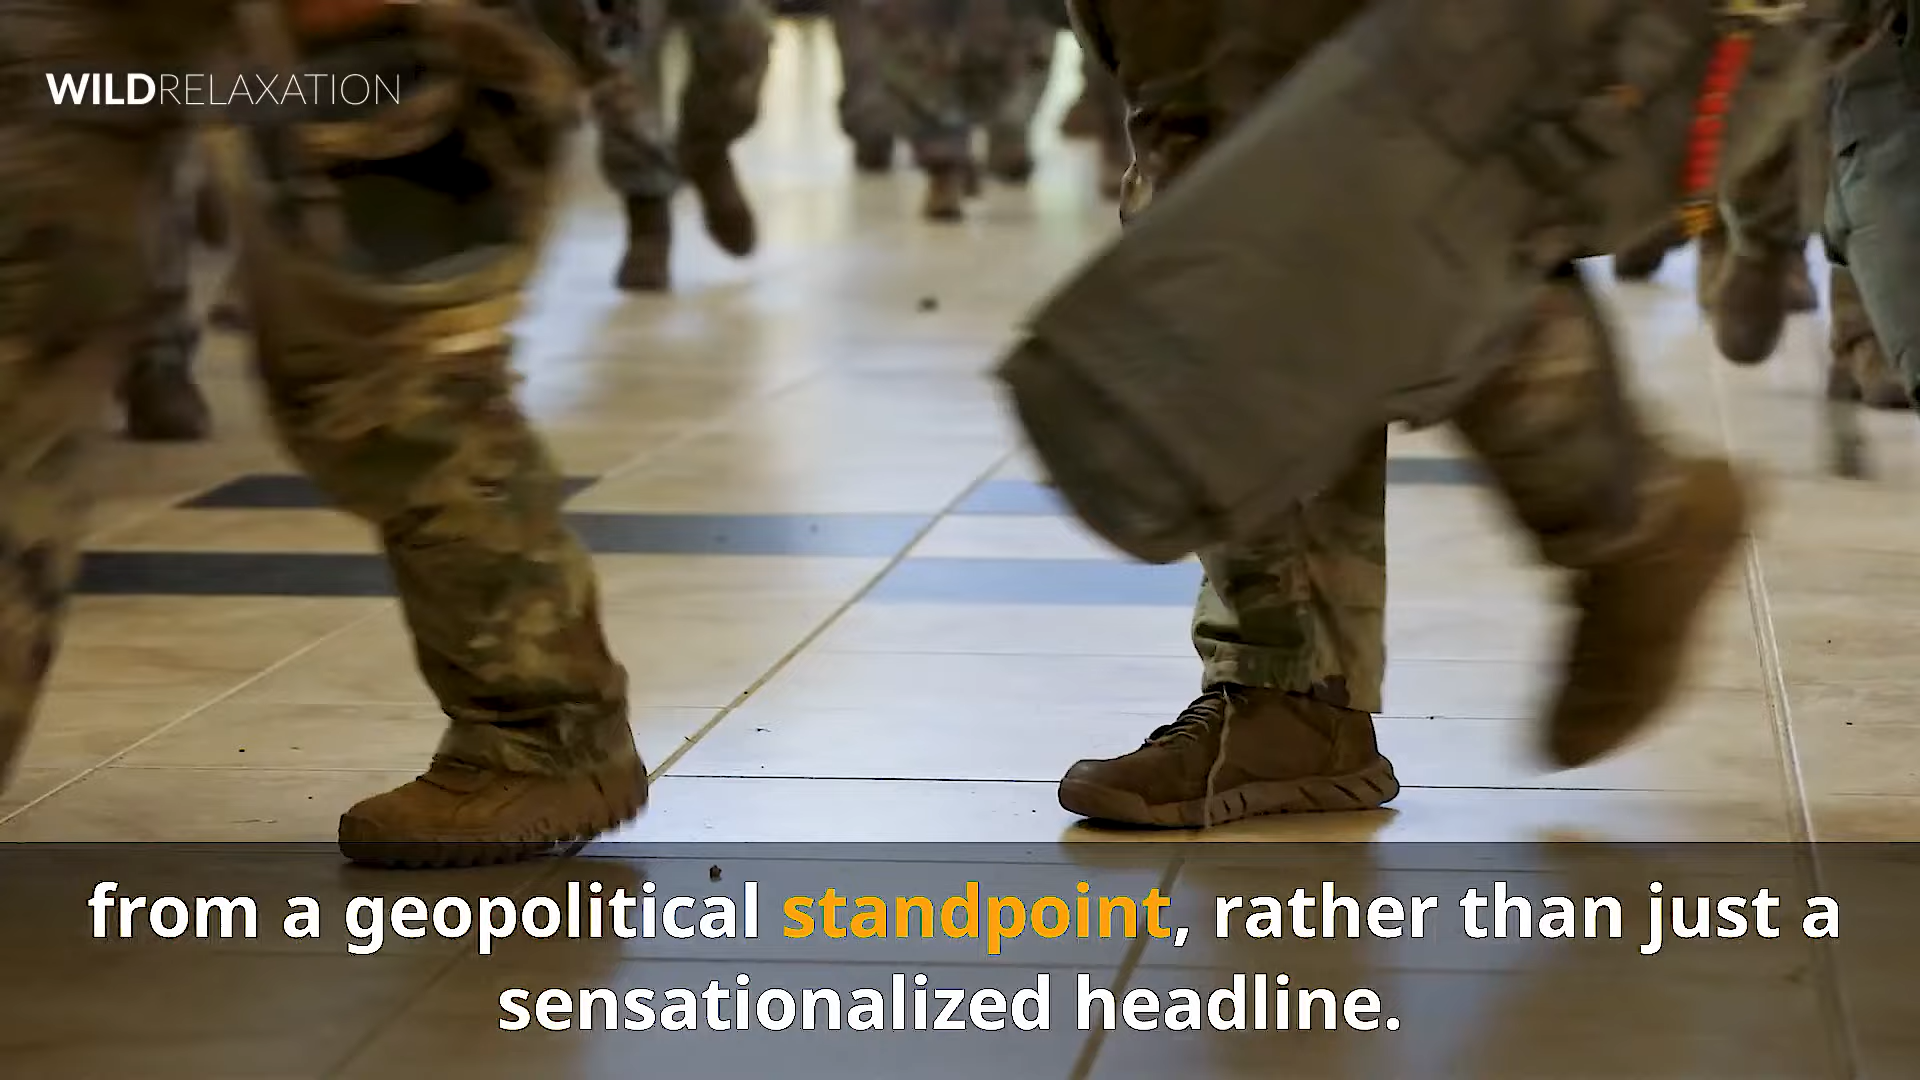 WILDRELAXATION
from a geopolitical standpoint, rather than just a
sensationalized headline.